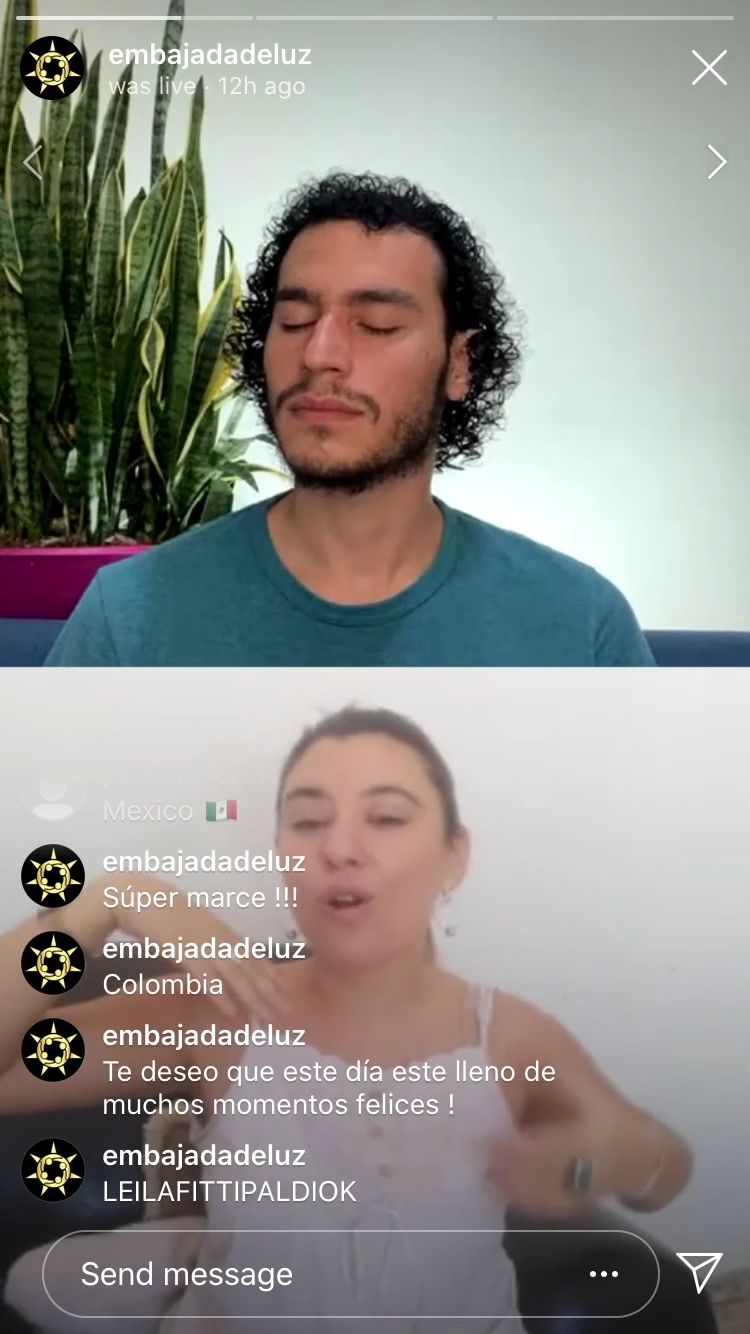 embajadadeluz
was live · 12h ago
Mexico 🇲🇽
embajadadeluz
Súper marce !!!
embajadadeluz
Colombia
embajadadeluz
Te deseo que este día este lleno de
muchos momentos felices !
embajadadeluz
LEILAFITTIPALDIOK
Send message